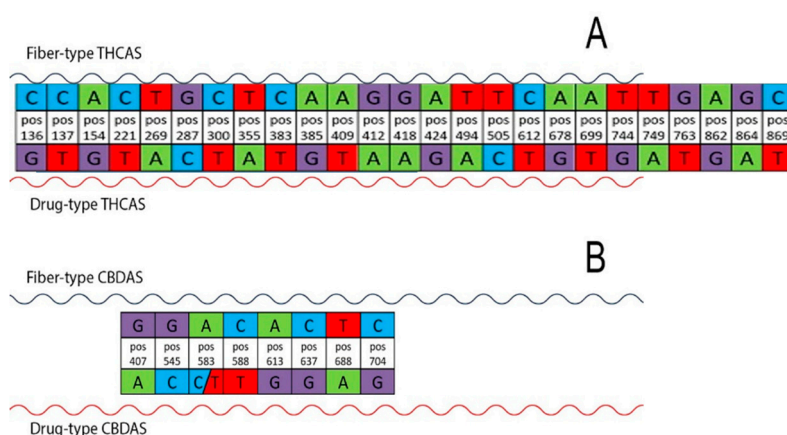 A
Fiber-type THCAS
C C A C T G C T C A A G G A T T C A A T T G A G C
pos pos pos pos pos pos pos pos pos pos pos pos pos pos pos pos pos pos pos pos pos pos pos pos pos
136 137 154 221 269 287 300 355 383 385 409 412 418 424 494 505 612 678 699 744 749 763 862 864 869
G T G T A C T A T G T A A G A C T G T G A T G A T
Drug-type THCAS
B
Fiber-type CBDAS
G G A C A C T C
pos pos pos pos pos pos pos pos
407 545 583 588 613 637 688 704
A C C/T T G G A G
Drug-type CBDAS